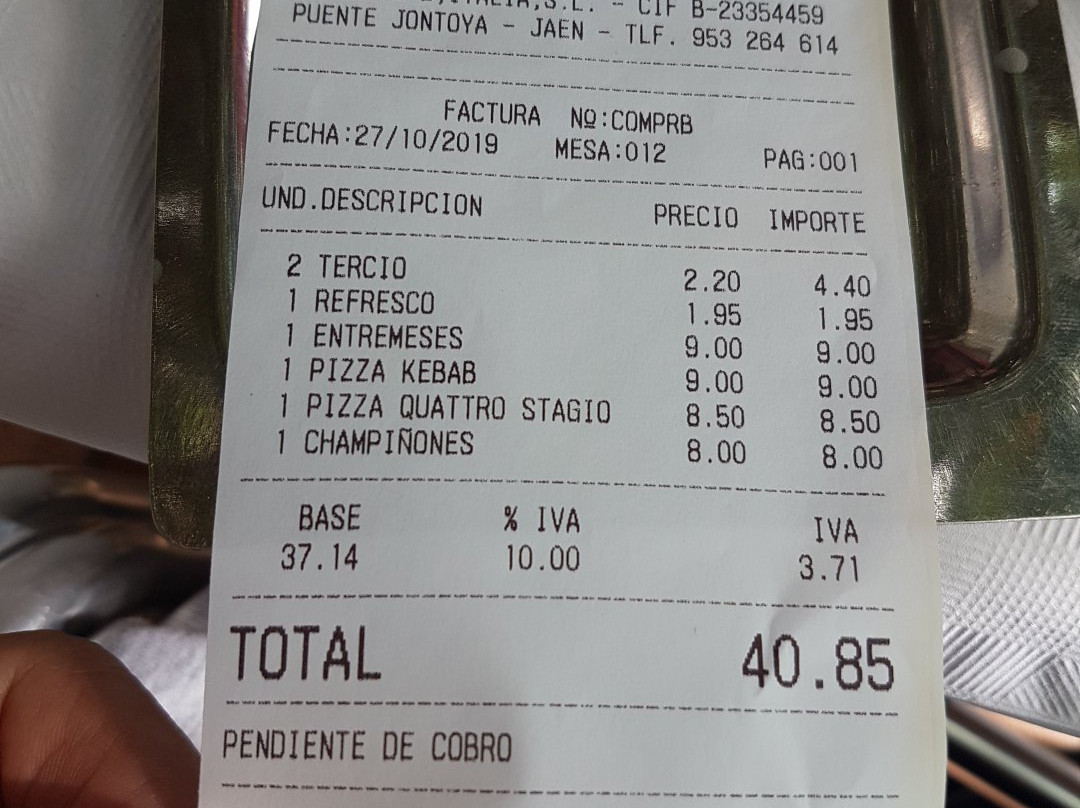 S.L. - CIF B-23354459
PUENTE JONTOYA - JAEN - TLF. 953 264 614
FACTURA Nº:COMPRB
FECHA:27/10/2019 MESA:012 PAG:001
UND.DESCRIPCION PRECIO IMPORTE
2 TERCIO 2.20 4.40
1 REFRESCO 1.95 1.95
1 ENTREMESES 9.00 9.00
1 PIZZA KEBAB 9.00 9.00
1 PIZZA QUATTRO STAGIO 8.50 8.50
1 CHAMPIÑONES 8.00 8.00
BASE % IVA IVA
37.14 10.00 3.71
TOTAL 40.85
PENDIENTE DE COBRO